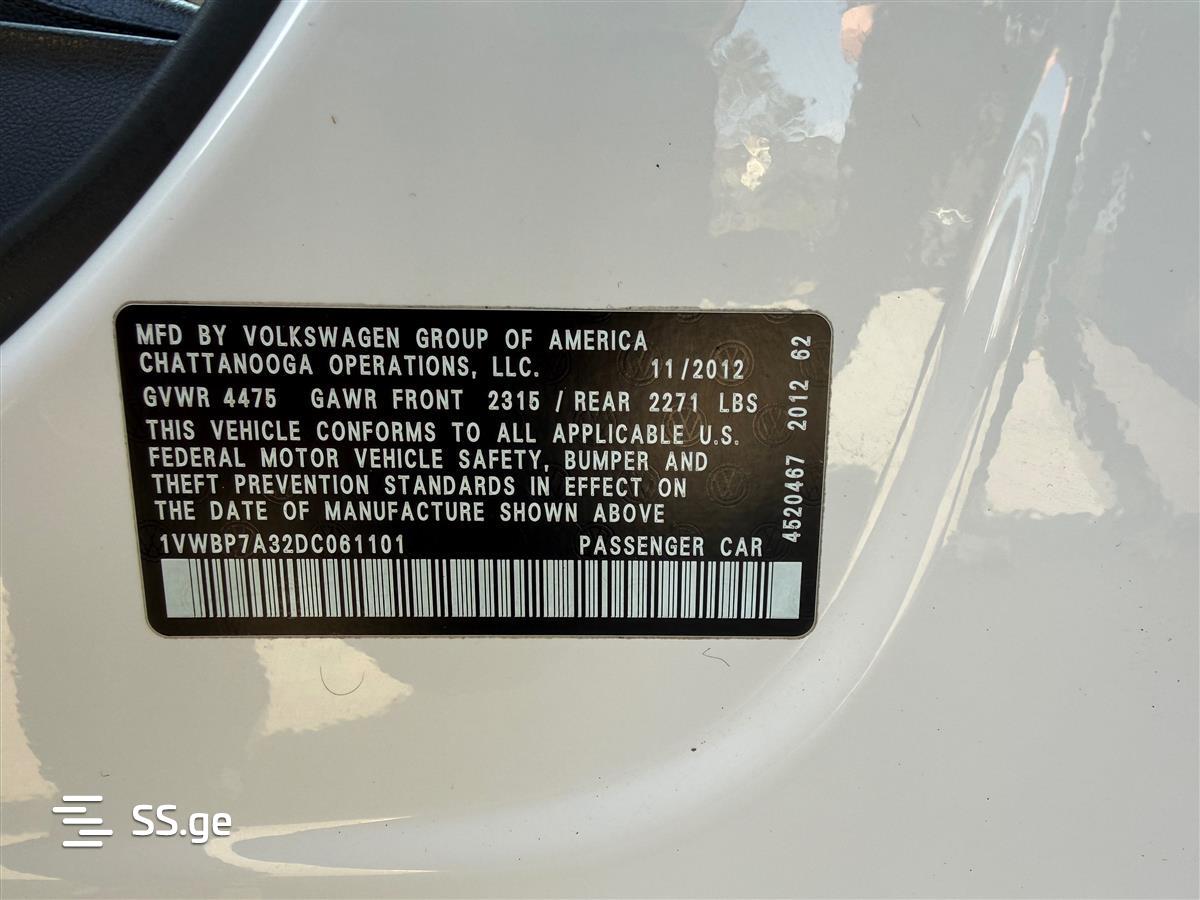 MFD BY VOLKSWAGEN GROUP OF AMERICA
CHATTANOOGA OPERATIONS, LLC. 11/2012
GVWR 4475 GAWR FRONT 2315 / REAR 2271 LBS
THIS VEHICLE CONFORMS TO ALL APPLICABLE U.S.
FEDERAL MOTOR VEHICLE SAFETY, BUMPER AND
THEFT PREVENTION STANDARDS IN EFFECT ON
THE DATE OF MANUFACTURE SHOWN ABOVE
1VWBP7A32DC061101 PASSENGER CAR
4520467 2012 62
SS.ge